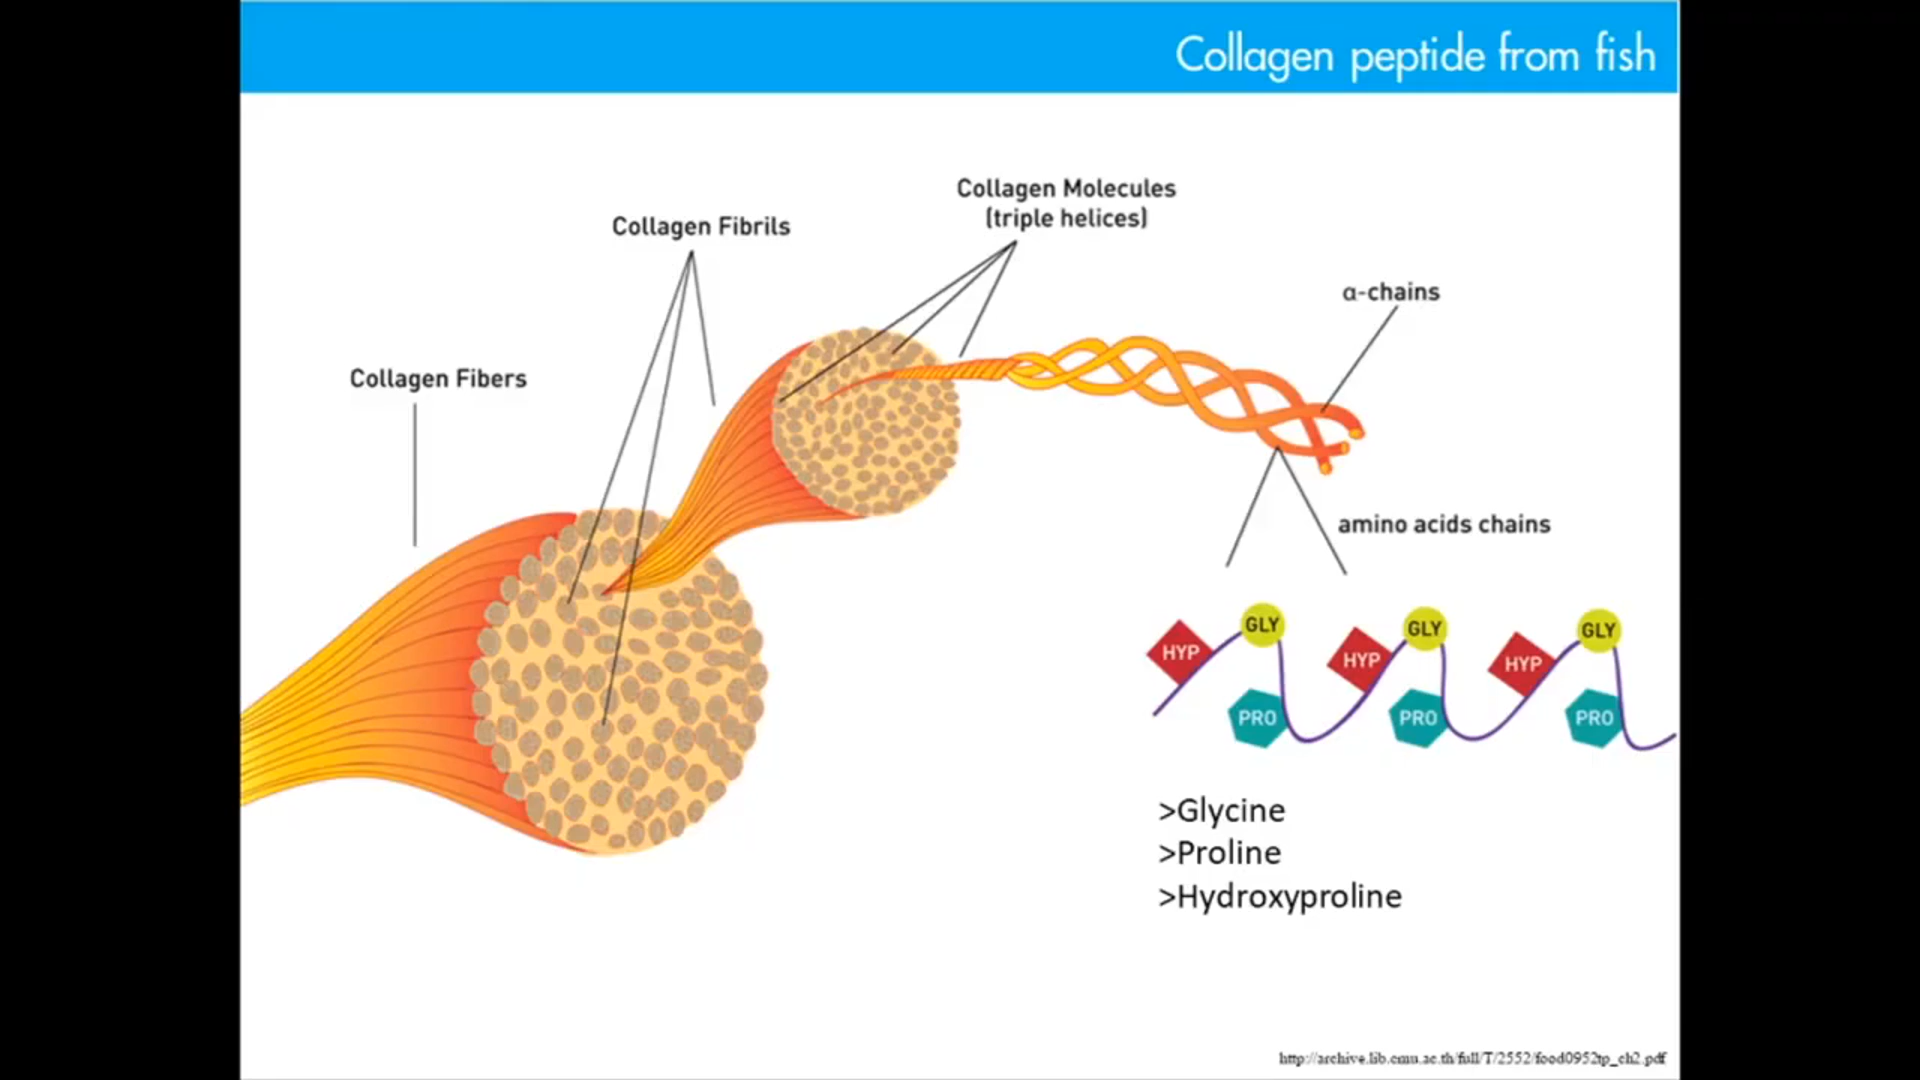 Collagen peptide from fish
Collagen Molecules
(triple helices)
Collagen Fibrils
α-chains
Collagen Fibers
amino acids chains
HYP GLY HYP GLY HYP GLY
PRO PRO PRO
>Glycine
>Proline
>Hydroxyproline
http://archive.lib.cmu.ac.th/full/T/2552/food0952tp_ch2.pdf